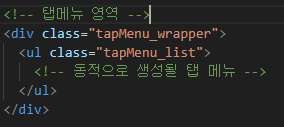 <!-- 탭메뉴 영역 -->
<div class="tapMenu_wrapper">
<ul class="tapMenu_list">
<!-- 동적으로 생성될 탭 메뉴 -->
</ul>
</div>